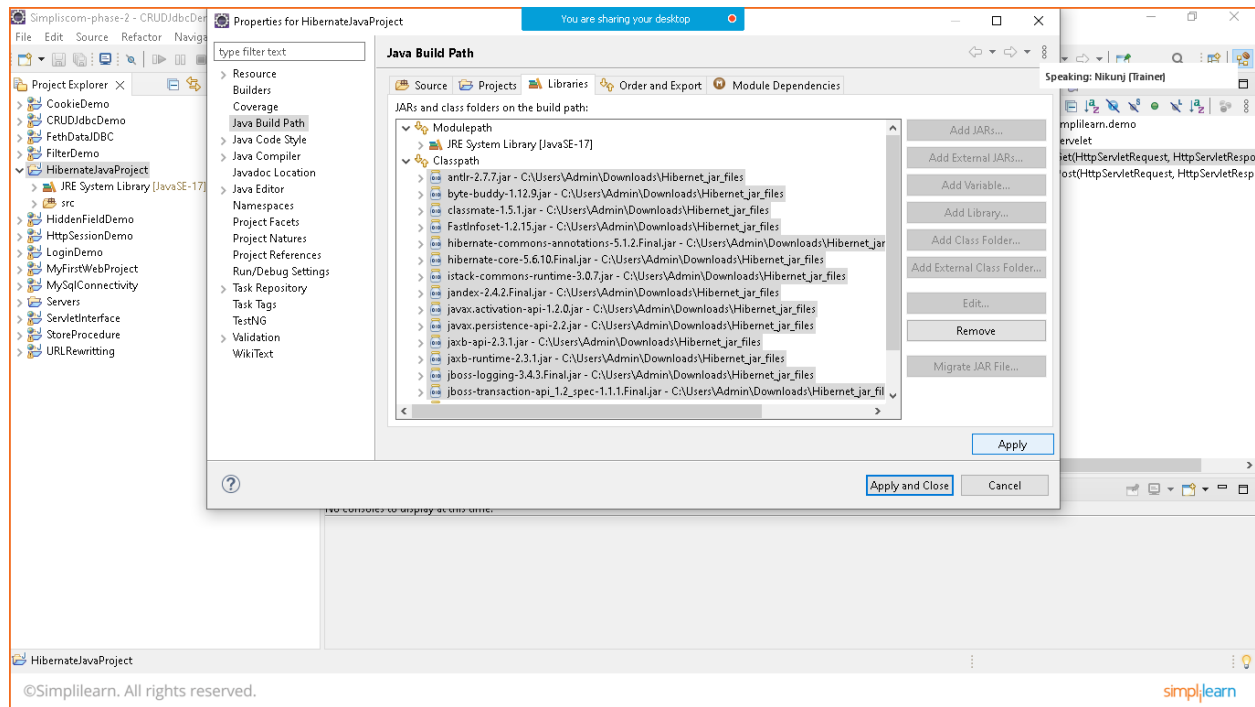 Simpliscom-phase-2 - CRUDJdbcDer
Properties for HibernateJavaProject
You are sharing your desktop
File Edit Source Refactor Naviga
type filter text
Java Build Path
Speaking: Nikunj (Trainer)
Project Explorer
CookieDemo
CRUDJdbcDemo
FethDataJDBC
FilterDemo
HibernateJavaProject
JRE System Library [JavaSE-17]
src
HiddenFieldDemo
HttpSessionDemo
LoginDemo
MyFirstWebProject
MySqlConnectivity
Servers
ServletInterface
StoreProcedure
URLRewritting
Resource
Builders
Coverage
Java Build Path
Java Code Style
Java Compiler
Javadoc Location
Java Editor
Namespaces
Project Facets
Project Natures
Project References
Run/Debug Settings
Task Repository
Task Tags
TestNG
Validation
WikiText
Source Projects Libraries Order and Export Module Dependencies
JARs and class folders on the build path:
Modulepath
JRE System Library [JavaSE-17]
Classpath
antlr-2.7.7.jar - C:\Users\Admin\Downloads\Hibernet_jar_files
byte-buddy-1.12.9.jar - C:\Users\Admin\Downloads\Hibernet_jar_files
classmate-1.5.1.jar - C:\Users\Admin\Downloads\Hibernet_jar_files
FastInfoset-1.2.15.jar - C:\Users\Admin\Downloads\Hibernet_jar_files
hibernate-commons-annotations-5.1.2.Final.jar - C:\Users\Admin\Downloads\Hibernet_jar
hibernate-core-5.6.10.Final.jar - C:\Users\Admin\Downloads\Hibernet_jar_files
istack-commons-runtime-3.0.7.jar - C:\Users\Admin\Downloads\Hibernet_jar_files
jandex-2.4.2.Final.jar - C:\Users\Admin\Downloads\Hibernet_jar_files
javax.activation-api-1.2.0.jar - C:\Users\Admin\Downloads\Hibernet_jar_files
javax.persistence-api-2.2.jar - C:\Users\Admin\Downloads\Hibernet_jar_files
jaxb-api-2.3.1.jar - C:\Users\Admin\Downloads\Hibernet_jar_files
jaxb-runtime-2.3.1.jar - C:\Users\Admin\Downloads\Hibernet_jar_files
jboss-logging-3.4.3.Final.jar - C:\Users\Admin\Downloads\Hibernet_jar_files
jboss-transaction-api_1.2_spec-1.1.1.Final.jar - C:\Users\Admin\Downloads\Hibernet_jar_fil
Add JARs...
Add External JARs...
Add Variable...
Add Library...
Add Class Folder...
Add External Class Folder...
Edit...
Remove
Migrate JAR File...
Apply
Apply and Close
Cancel
mplilearn.demo
ervelet
iet(HttpServletRequest, HttpServletRespo
ost(HttpServletRequest, HttpServletResp
No consoles to display at this time.
HibernateJavaProject
©Simplilearn. All rights reserved.
simplilearn